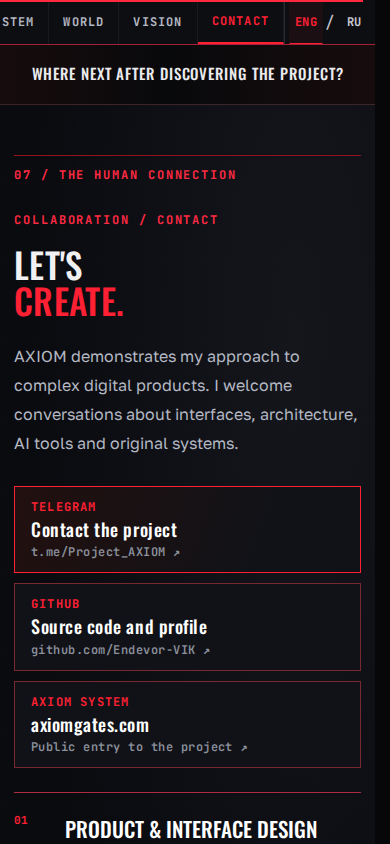 STEM WORLD VISION CONTACT ENG / RU
WHERE NEXT AFTER DISCOVERING THE PROJECT?
07 / THE HUMAN CONNECTION
COLLABORATION / CONTACT
LET'S
CREATE.
AXIOM demonstrates my approach to
complex digital products. I welcome
conversations about interfaces, architecture,
AI tools and original systems.
TELEGRAM
Contact the project
t.me/Project_AXIOM ↗
GITHUB
Source code and profile
github.com/Endevor-VIK ↗
AXIOM SYSTEM
axiomgates.com
Public entry to the project ↗
01 PRODUCT & INTERFACE DESIGN